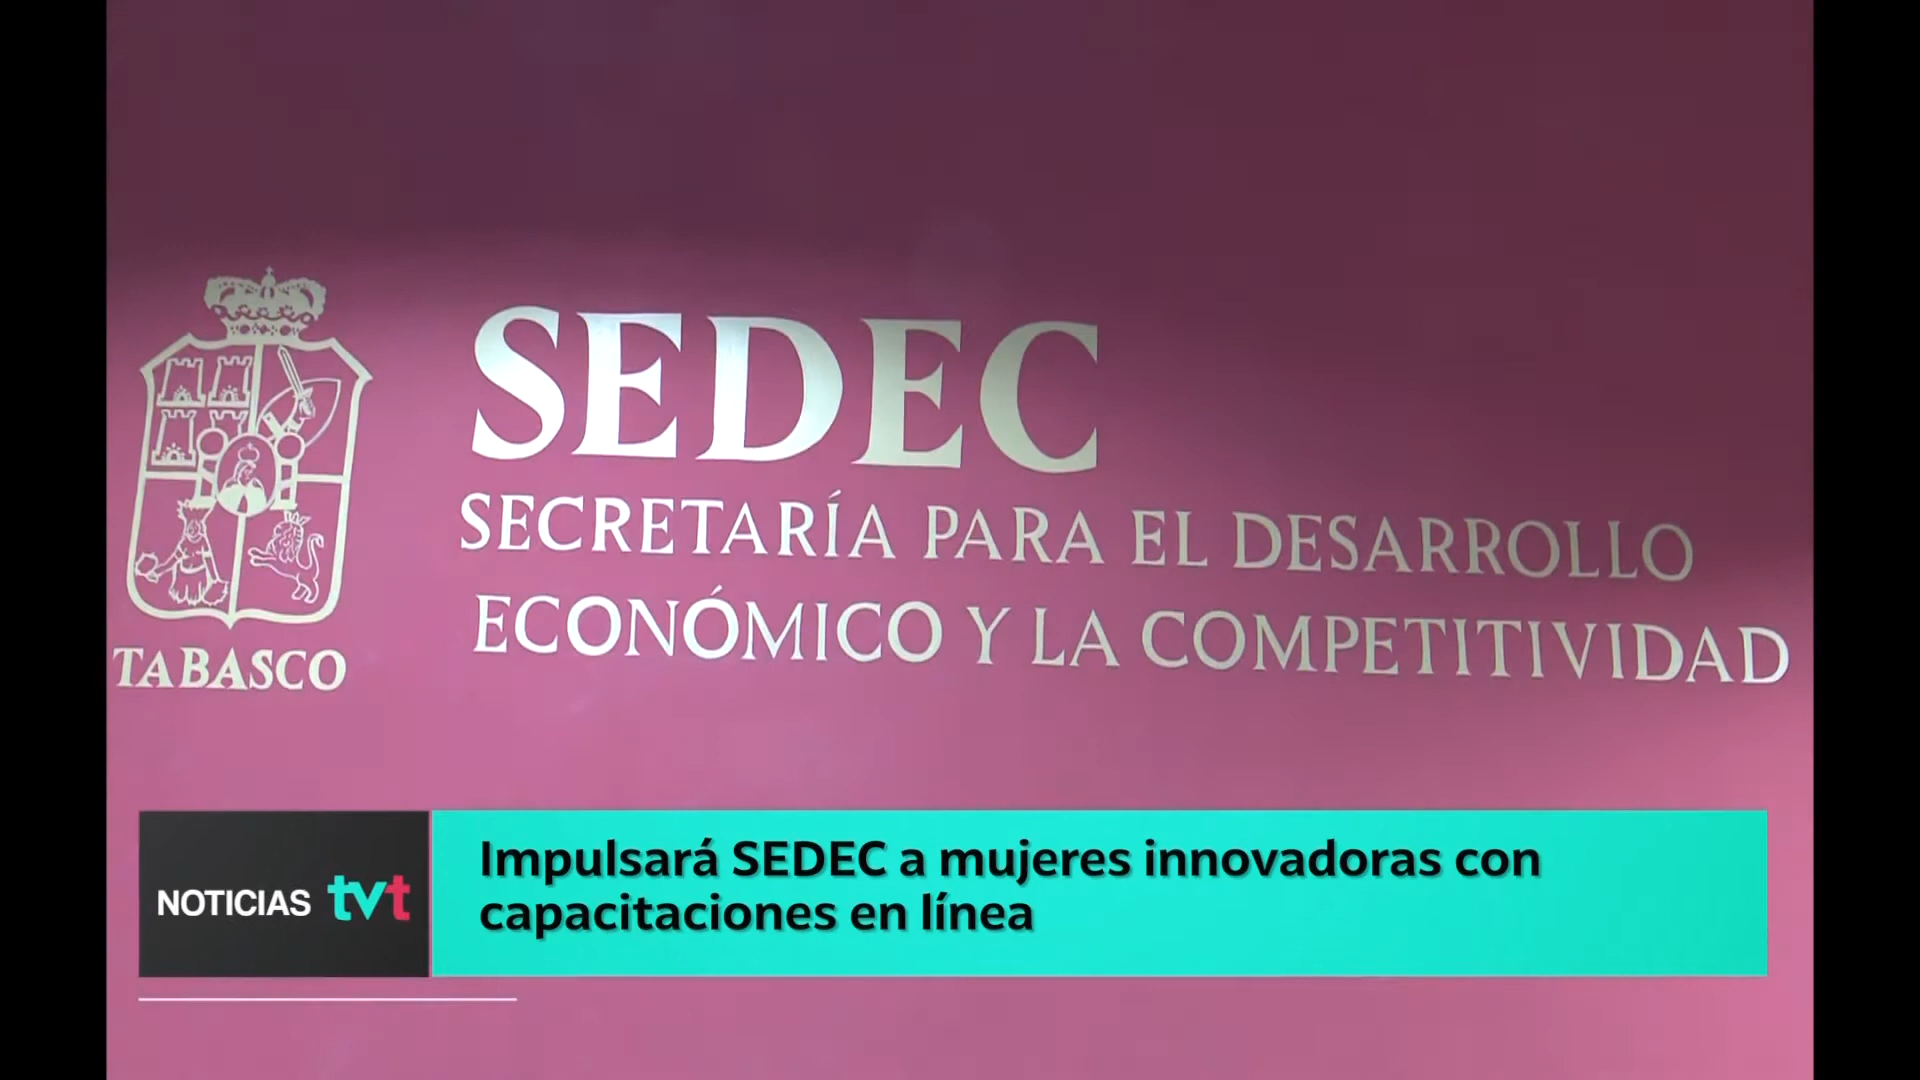 SEDEC
SECRETARÍA PARA EL DESARROLLO
ECONÓMICO Y LA COMPETITIVIDAD
TABASCO
NOTICIAS tvt
Impulsará SEDEC a mujeres innovadoras con
capacitaciones en línea